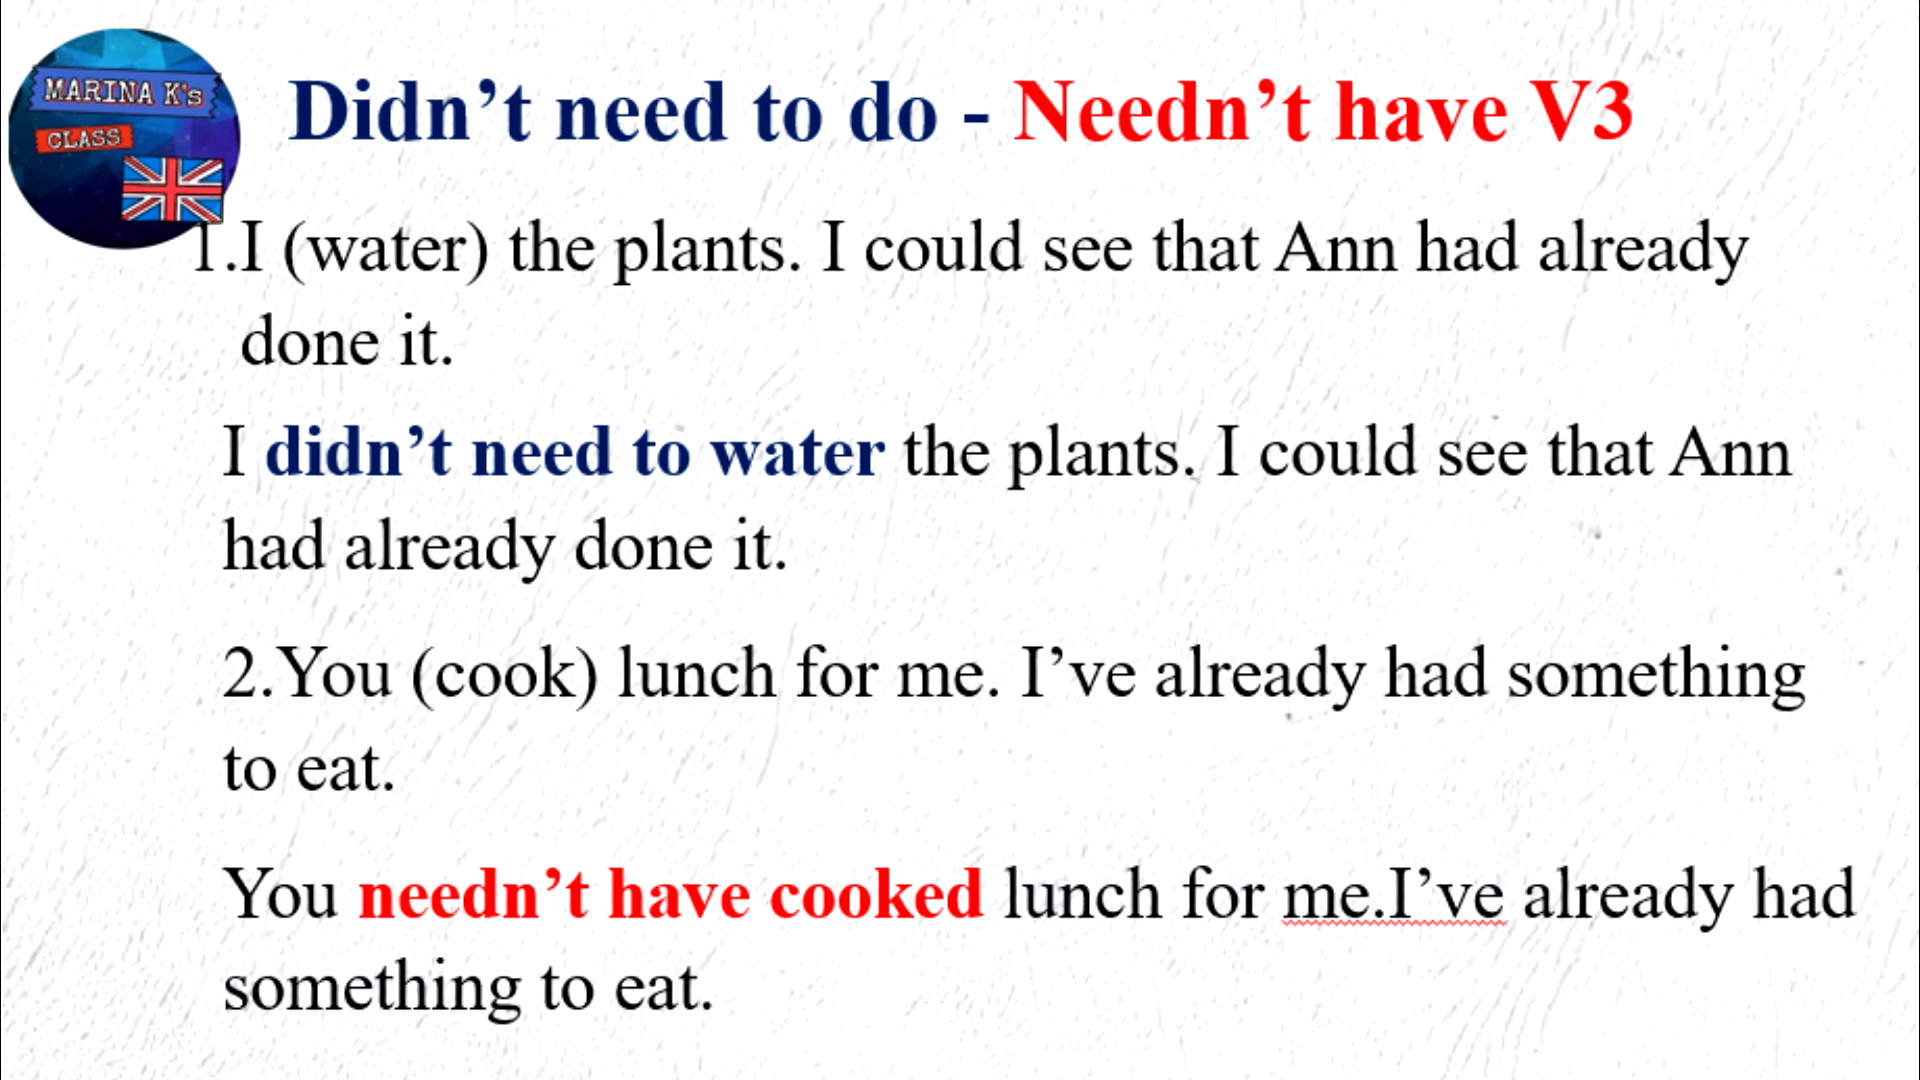 MARINA K's
CLASS
Didn’t need to do - Needn’t have V3
1.I (water) the plants. I could see that Ann had already
done it.
I didn’t need to water the plants. I could see that Ann
had already done it.
2.You (cook) lunch for me. I’ve already had something
to eat.
You needn’t have cooked lunch for me.I’ve already had
something to eat.